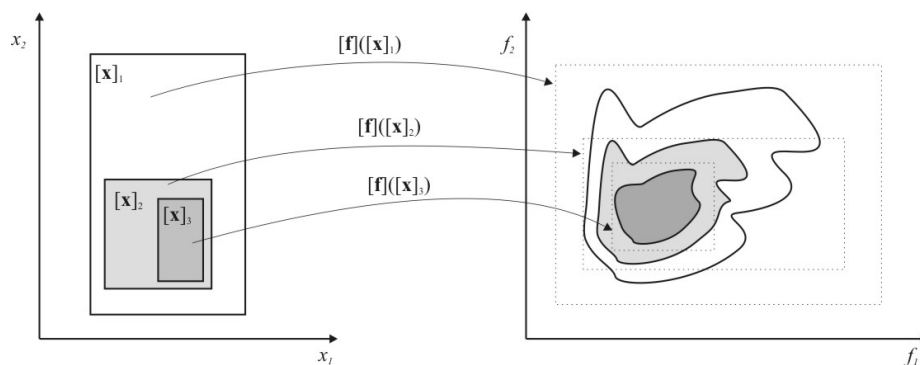 x₂
[x]₁
[x]₂
[x]₃
x₁
[f]([x]₁)
[f]([x]₂)
[f]([x]₃)
f₂
f₁